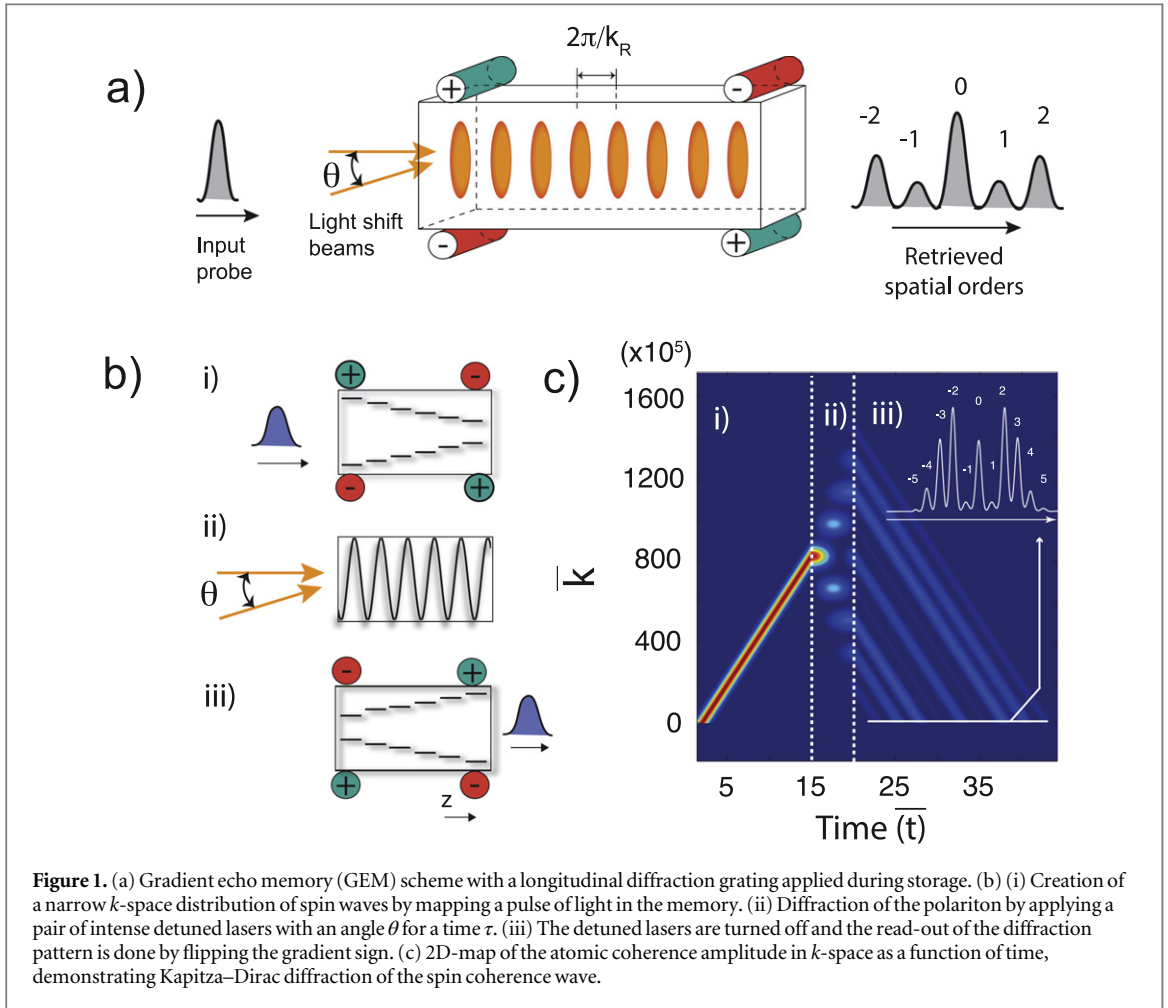 a)
2π/k_R
+
-
-2
-1
0
1
2
θ
Input
probe
Light shift
beams
-
+
Retrieved
spatial orders
b)
i)
+
-
-
+
ii)
θ
iii)
-
+
+
-
z
c)
(x10⁵)
1600
1200
800
400
0
k̅
i)
ii)
iii)
-5
-4
-3
-2
-1
0
1
2
3
4
5
5
15
25
35
Time (t̅)
Figure 1. (a) Gradient echo memory (GEM) scheme with a longitudinal diffraction grating applied during storage. (b) (i) Creation of
a narrow k-space distribution of spin waves by mapping a pulse of light in the memory. (ii) Diffraction of the polariton by applying a
pair of intense detuned lasers with an angle θ for a time τ. (iii) The detuned lasers are turned off and the read-out of the diffraction
pattern is done by flipping the gradient sign. (c) 2D-map of the atomic coherence amplitude in k-space as a function of time,
demonstrating Kapitza–Dirac diffraction of the spin coherence wave.